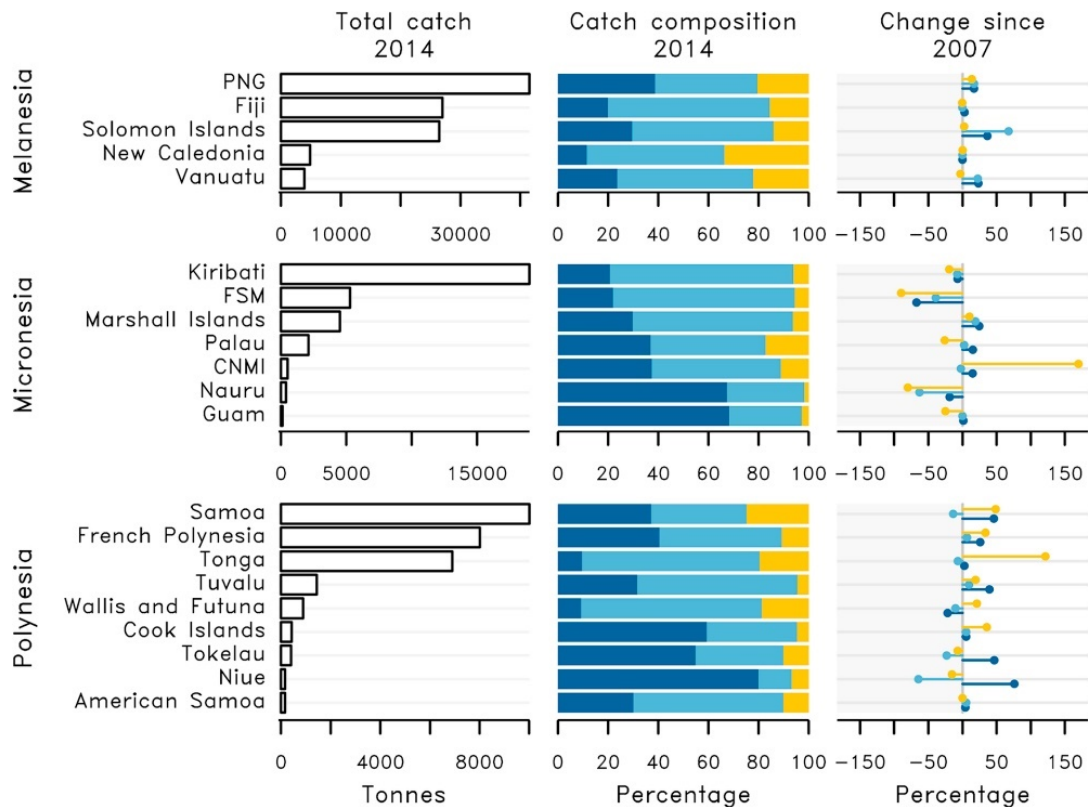 Total catch
2014
Catch composition
2014
Change since
2007
Melanesia
PNG
Fiji
Solomon Islands
New Caledonia
Vanuatu
0 10000 30000
0 20 40 60 80 100
-150 -50 50 150
Micronesia
Kiribati
FSM
Marshall Islands
Palau
CNMI
Nauru
Guam
0 5000 15000
0 20 40 60 80 100
-150 -50 50 150
Polynesia
Samoa
French Polynesia
Tonga
Tuvalu
Wallis and Futuna
Cook Islands
Tokelau
Niue
American Samoa
0 8000
0 20 40 60 80 100
-150 -50 50 150
Tonnes
Percentage
Percentage